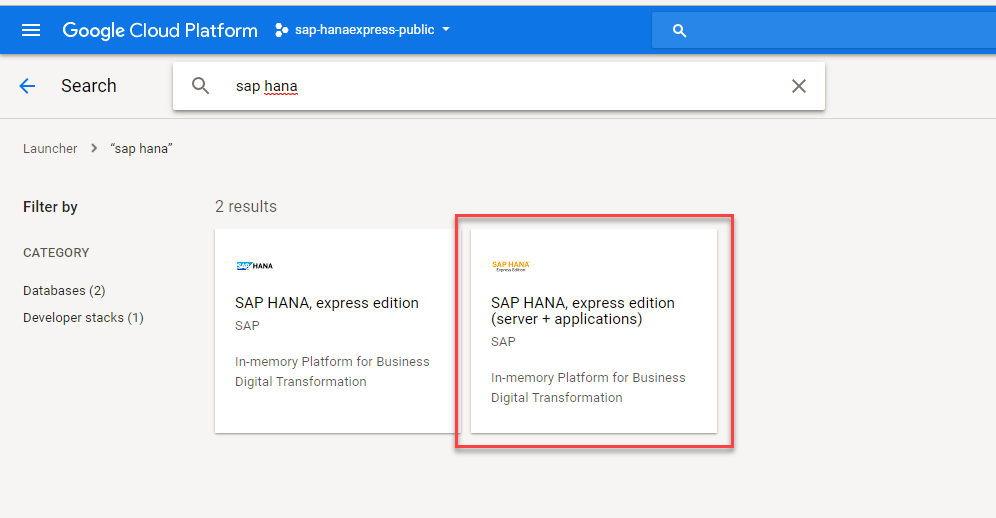 Google Cloud Platform
sap-hanaexpress-public
Search
sap hana
Launcher
“sap hana”
Filter by
2 results
CATEGORY
Databases (2)
Developer stacks (1)
SAP HANA
SAP HANA, express edition
SAP
In-memory Platform for Business
Digital Transformation
SAP HANA
Express Edition
SAP HANA, express edition
(server + applications)
SAP
In-memory Platform for Business
Digital Transformation